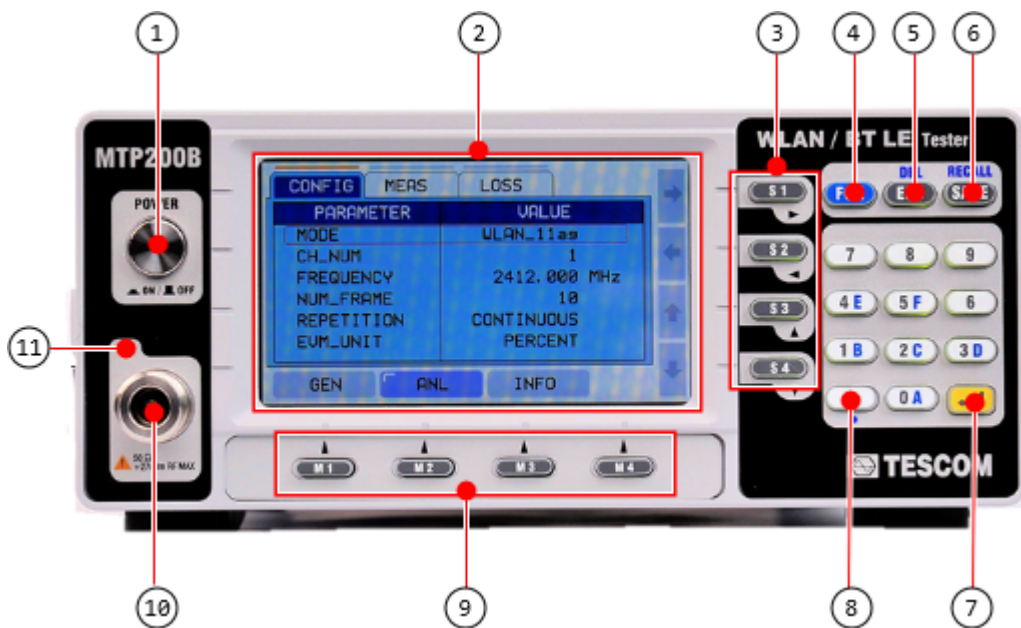 1
2
3
4
5
6
MTP200B
WLAN / BT LE Tester
POWER
ON / OFF
CONFIG MEAS LOSS
PARAMETER VALUE
MODE WLAN_11ag
CH_NUM 1
FREQUENCY 2412.000 MHz
NUM_FRAME 10
REPETITION CONTINUOUS
EVM_UNIT PERCENT
GEN ANL INFO
S1
S2
S3
S4
DEL RECALL
7 8 9
4 E 5 F 6
1 B 2 C 3 D
0 A
TESCOM
M1 M2 M3 M4
RF MAX
11
10
9
8
7